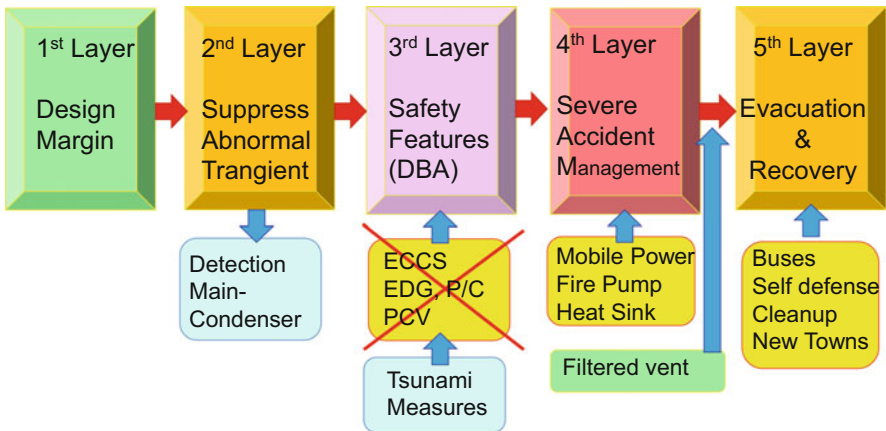 1st Layer
Design
Margin
2nd Layer
Suppress
Abnormal
Trangient
3rd Layer
Safety
Features
(DBA)
4th Layer
Severe
Accident
Management
5th Layer
Evacuation
&
Recovery
Detection
Main-
Condenser
ECCS
EDG, P/C
PCV
Tsunami
Measures
Mobile Power
Fire Pump
Heat Sink
Filtered vent
Buses
Self defense
Cleanup
New Towns